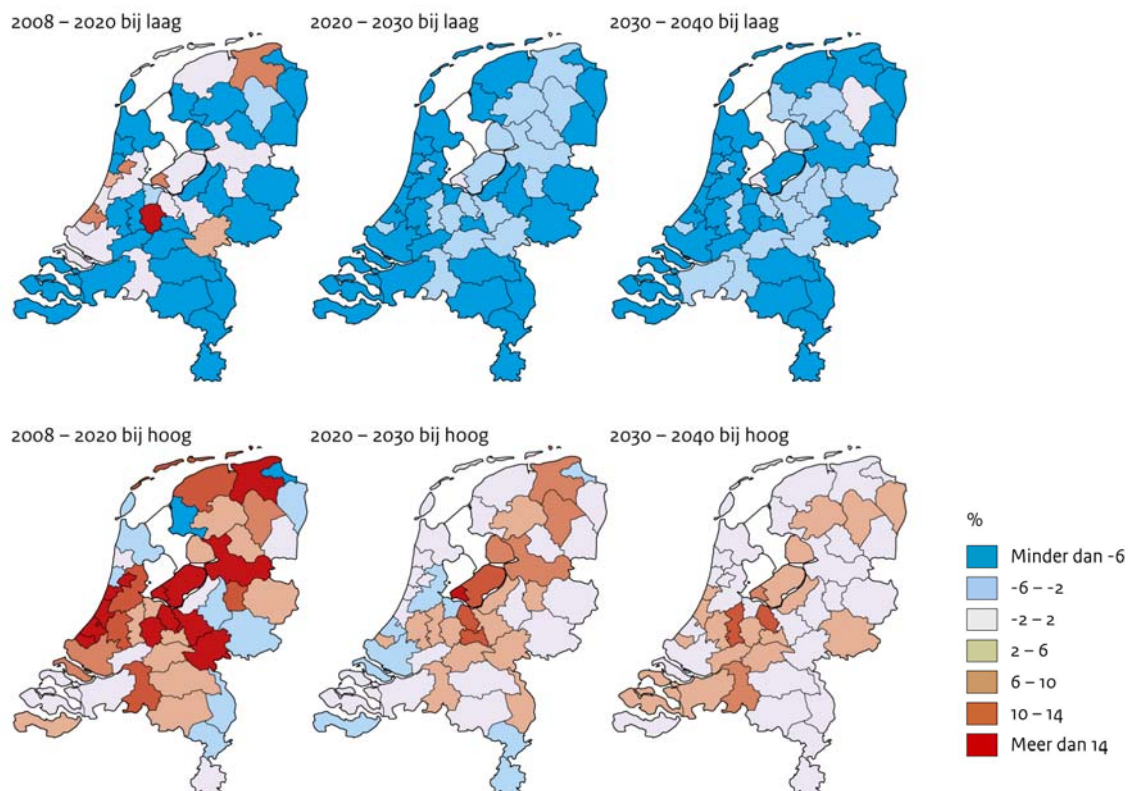 2008 – 2020 bij laag
2020 – 2030 bij laag
2030 – 2040 bij laag
2008 – 2020 bij hoog
2020 – 2030 bij hoog
2030 – 2040 bij hoog
%
Minder dan -6
-6 – -2
-2 – 2
2 – 6
6 – 10
10 – 14
Meer dan 14